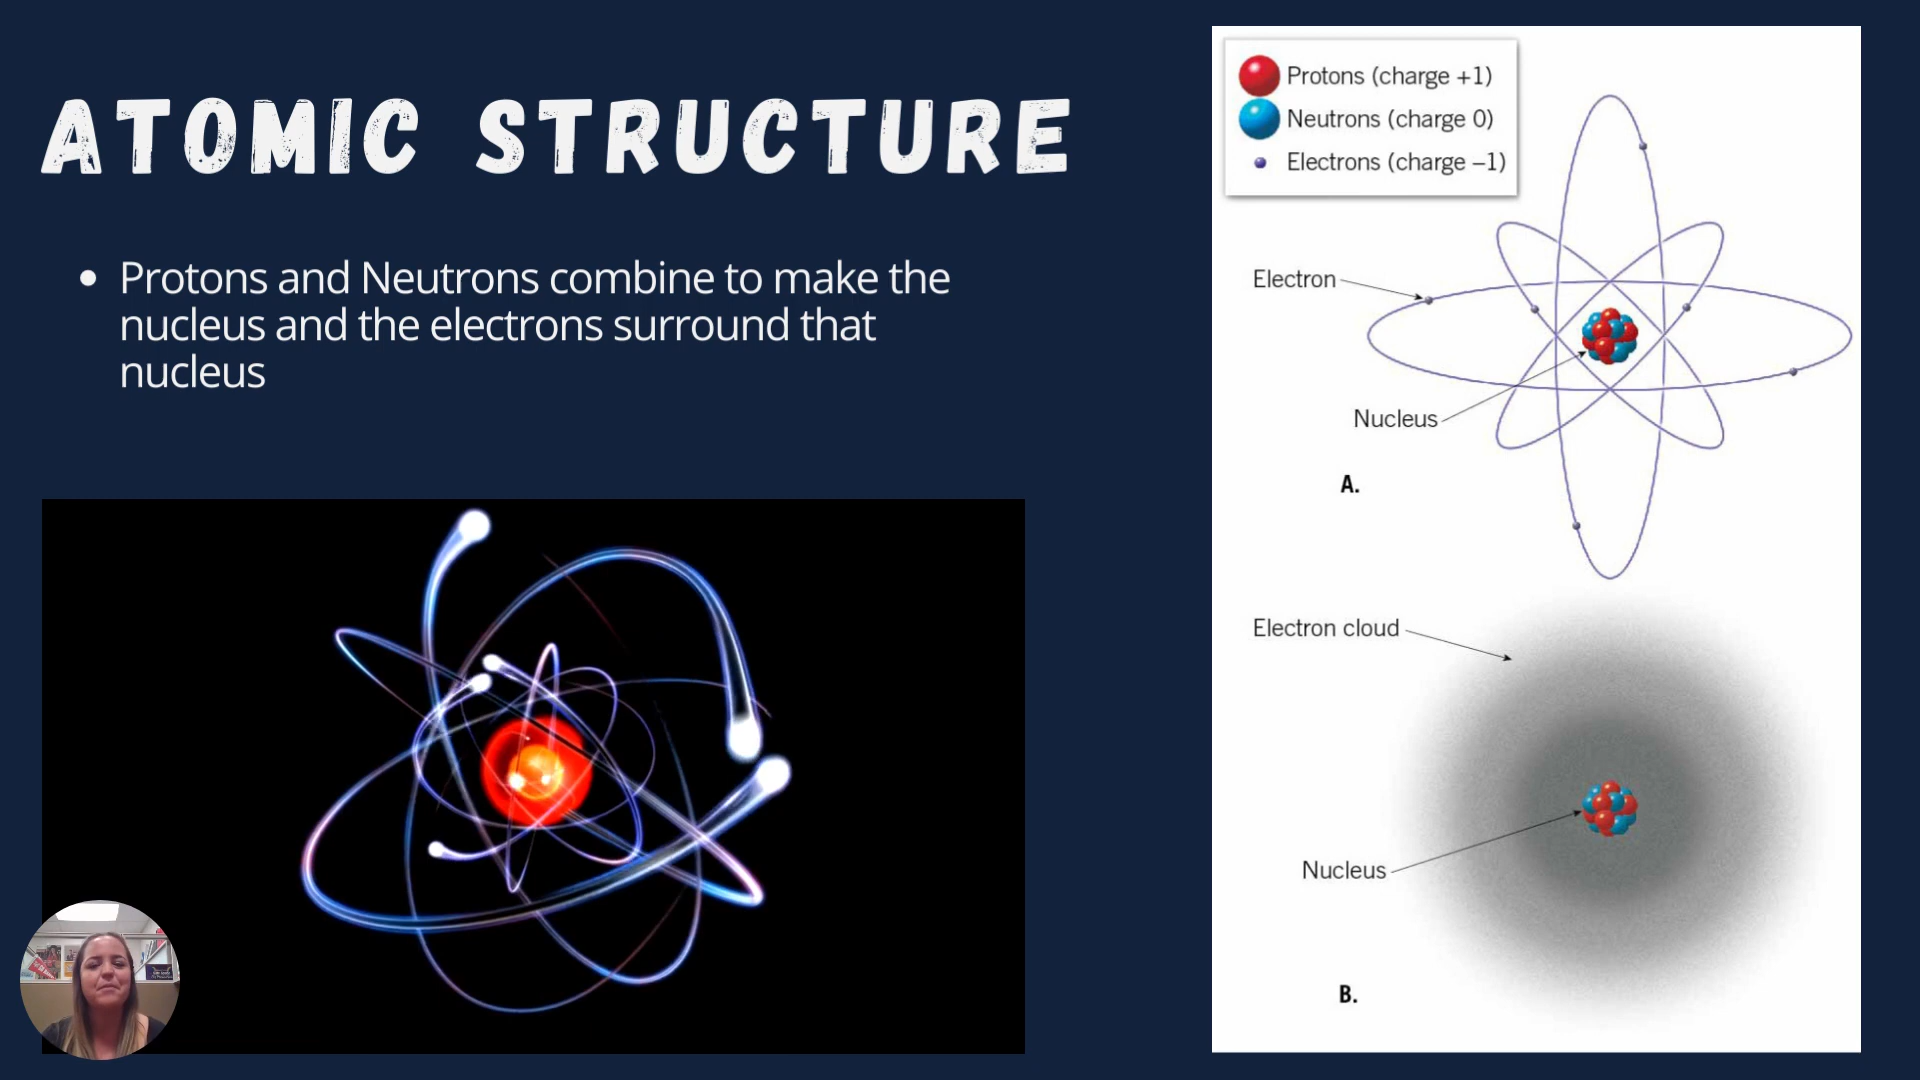 ATOMIC STRUCTURE
• Protons and Neutrons combine to make the
nucleus and the electrons surround that
nucleus
Protons (charge +1)
Neutrons (charge 0)
Electrons (charge –1)
Electron
Nucleus
A.
Electron cloud
Nucleus
B.